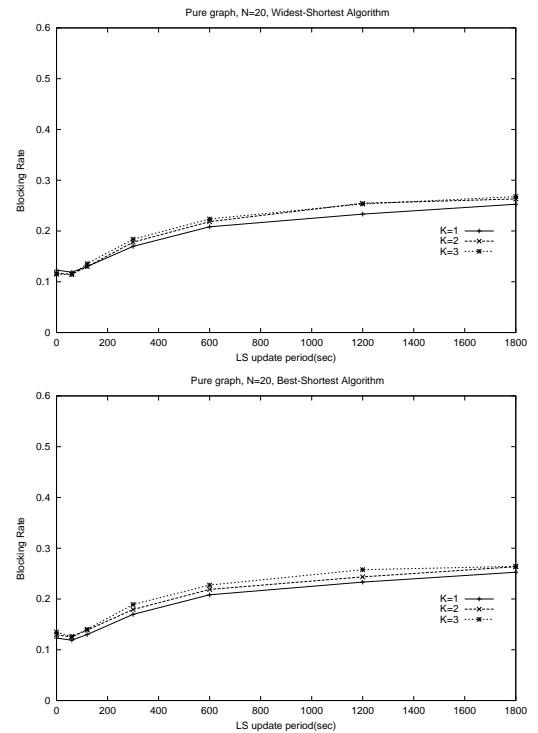 Pure graph, N=20, Widest-Shortest Algorithm
0.6
0.5
0.4
0.3
0.2
0.1
0
Blocking Rate
K=1
K=2
K=3
0 200 400 600 800 1000 1200 1400 1600 1800
LS update period(sec)
Pure graph, N=20, Best-Shortest Algorithm
0.6
0.5
0.4
0.3
0.2
0.1
0
Blocking Rate
K=1
K=2
K=3
0 200 400 600 800 1000 1200 1400 1600 1800
LS update period(sec)